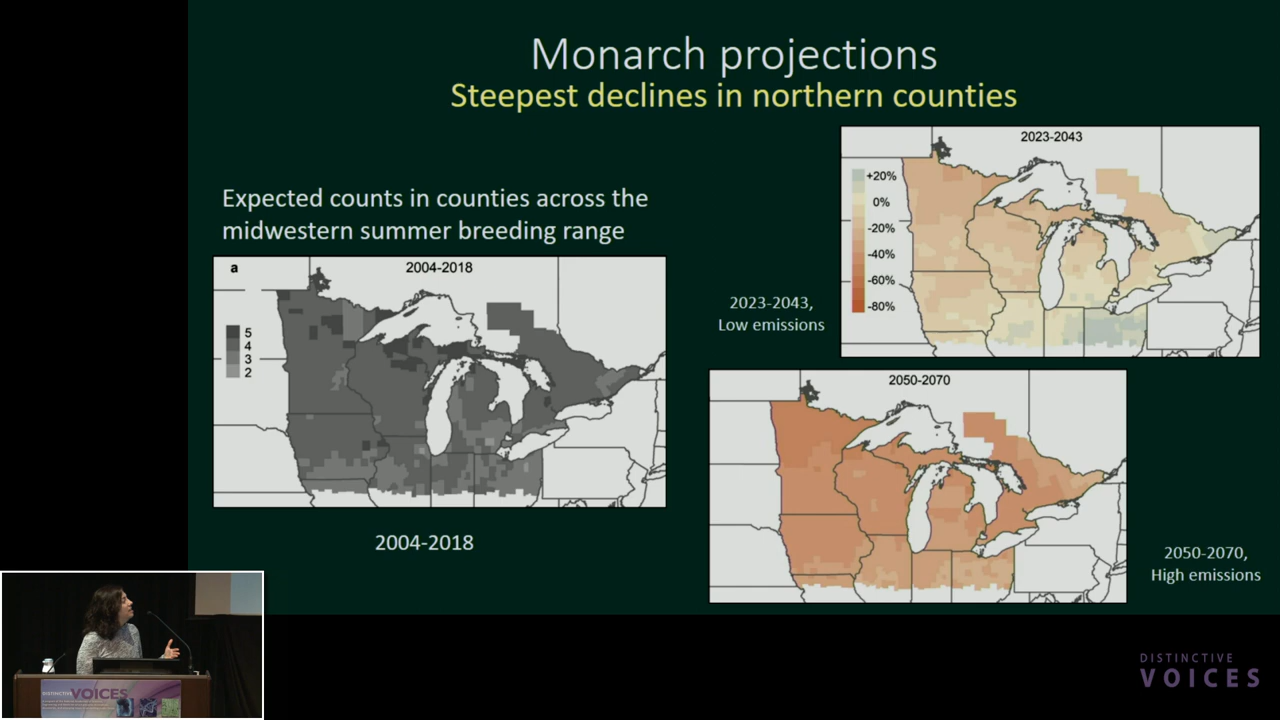 Monarch projections
Steepest declines in northern counties
Expected counts in counties across the
midwestern summer breeding range
a
2004-2018
5
4
3
2
2004-2018
2023-2043
+20%
0%
-20%
-40%
-60%
-80%
2023-2043,
Low emissions
2050-2070
2050-2070,
High emissions
DISTINCTIVE
VOICES
DISTINCTIVE VOICES